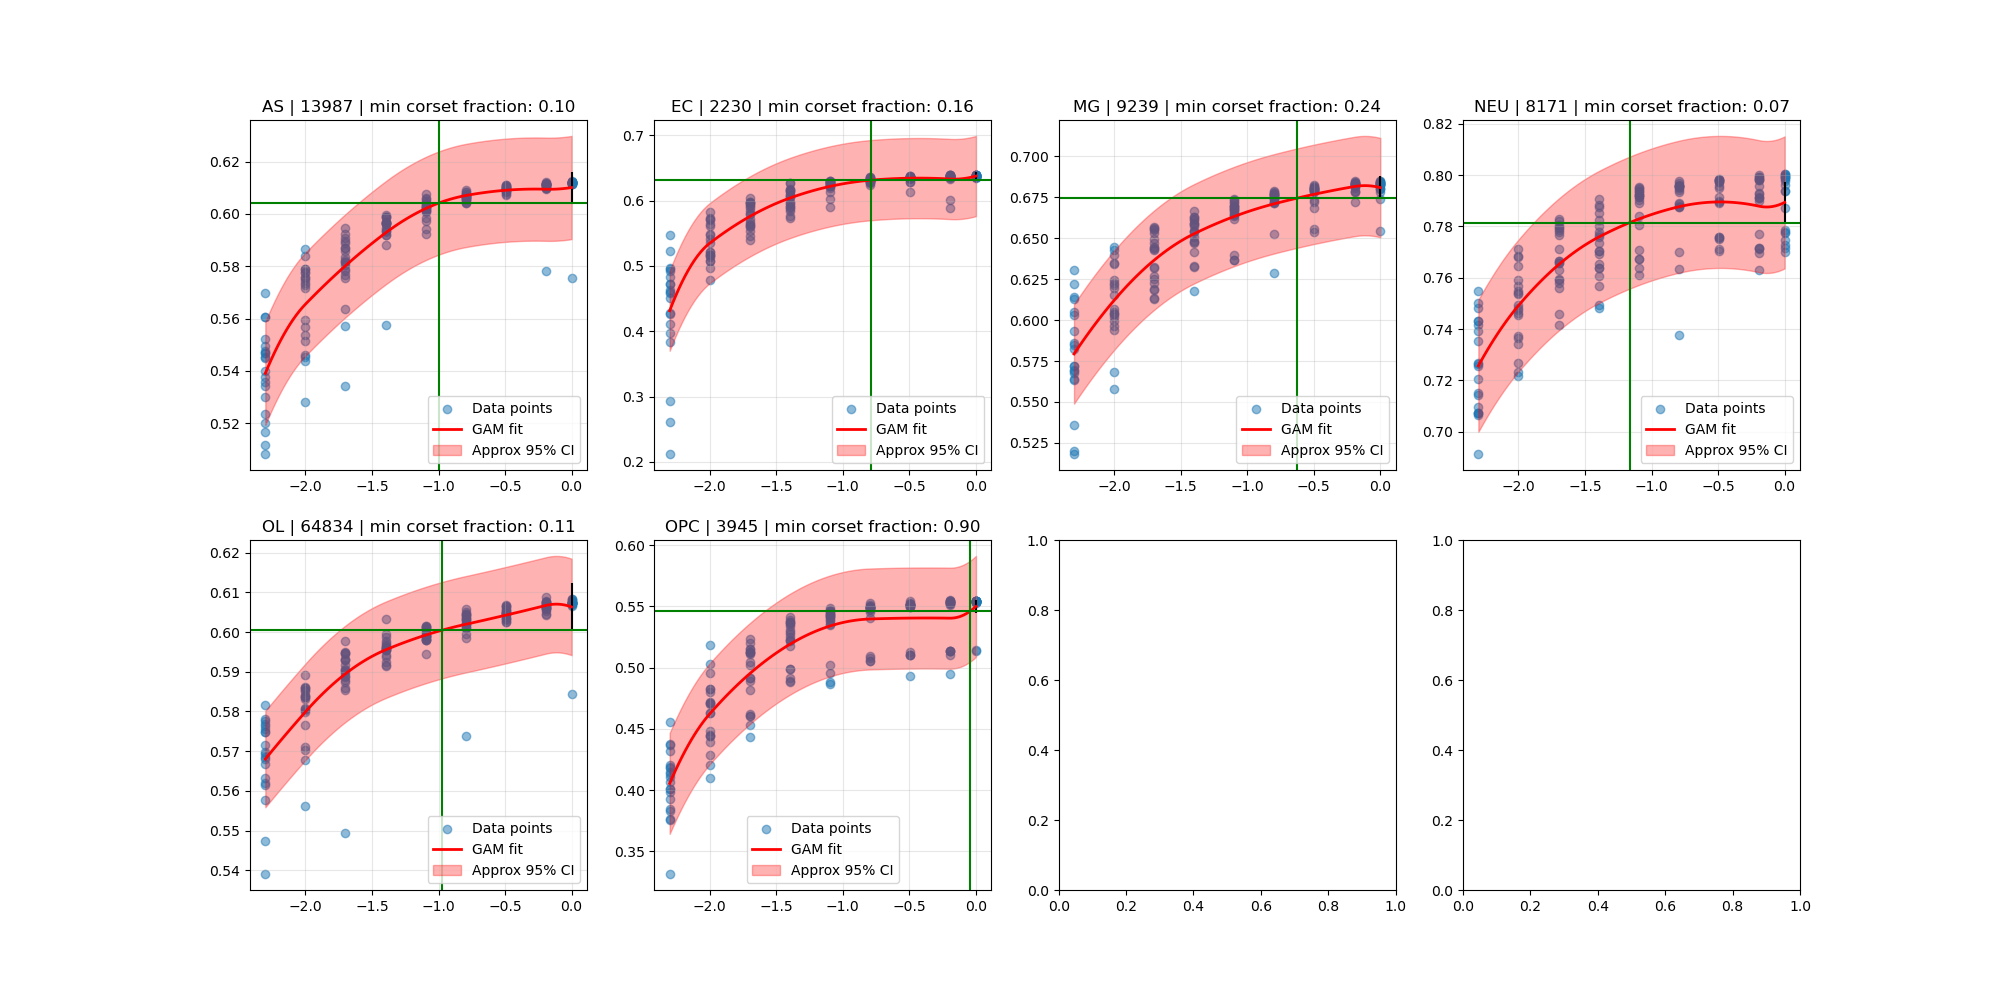 AS | 13987 | min corset fraction: 0.10
EC | 2230 | min corset fraction: 0.16
MG | 9239 | min corset fraction: 0.24
NEU | 8171 | min corset fraction: 0.07
0.62
0.60
0.58
0.56
0.54
0.52
−2.0 −1.5 −1.0 −0.5 0.0
Data points
GAM fit
Approx 95% CI
0.7
0.6
0.5
0.4
0.3
0.2
−2.0 −1.5 −1.0 −0.5 0.0
Data points
GAM fit
Approx 95% CI
0.700
0.675
0.650
0.625
0.600
0.575
0.550
0.525
−2.0 −1.5 −1.0 −0.5 0.0
Data points
GAM fit
Approx 95% CI
0.82
0.80
0.78
0.76
0.74
0.72
0.70
−2.0 −1.5 −1.0 −0.5 0.0
Data points
GAM fit
Approx 95% CI
OL | 64834 | min corset fraction: 0.11
OPC | 3945 | min corset fraction: 0.90
0.62
0.61
0.60
0.59
0.58
0.57
0.56
0.55
0.54
−2.0 −1.5 −1.0 −0.5 0.0
Data points
GAM fit
Approx 95% CI
0.60
0.55
0.50
0.45
0.40
0.35
−2.0 −1.5 −1.0 −0.5 0.0
Data points
GAM fit
Approx 95% CI
1.0
0.8
0.6
0.4
0.2
0.0
0.0 0.2 0.4 0.6 0.8 1.0
1.0
0.8
0.6
0.4
0.2
0.0
0.0 0.2 0.4 0.6 0.8 1.0